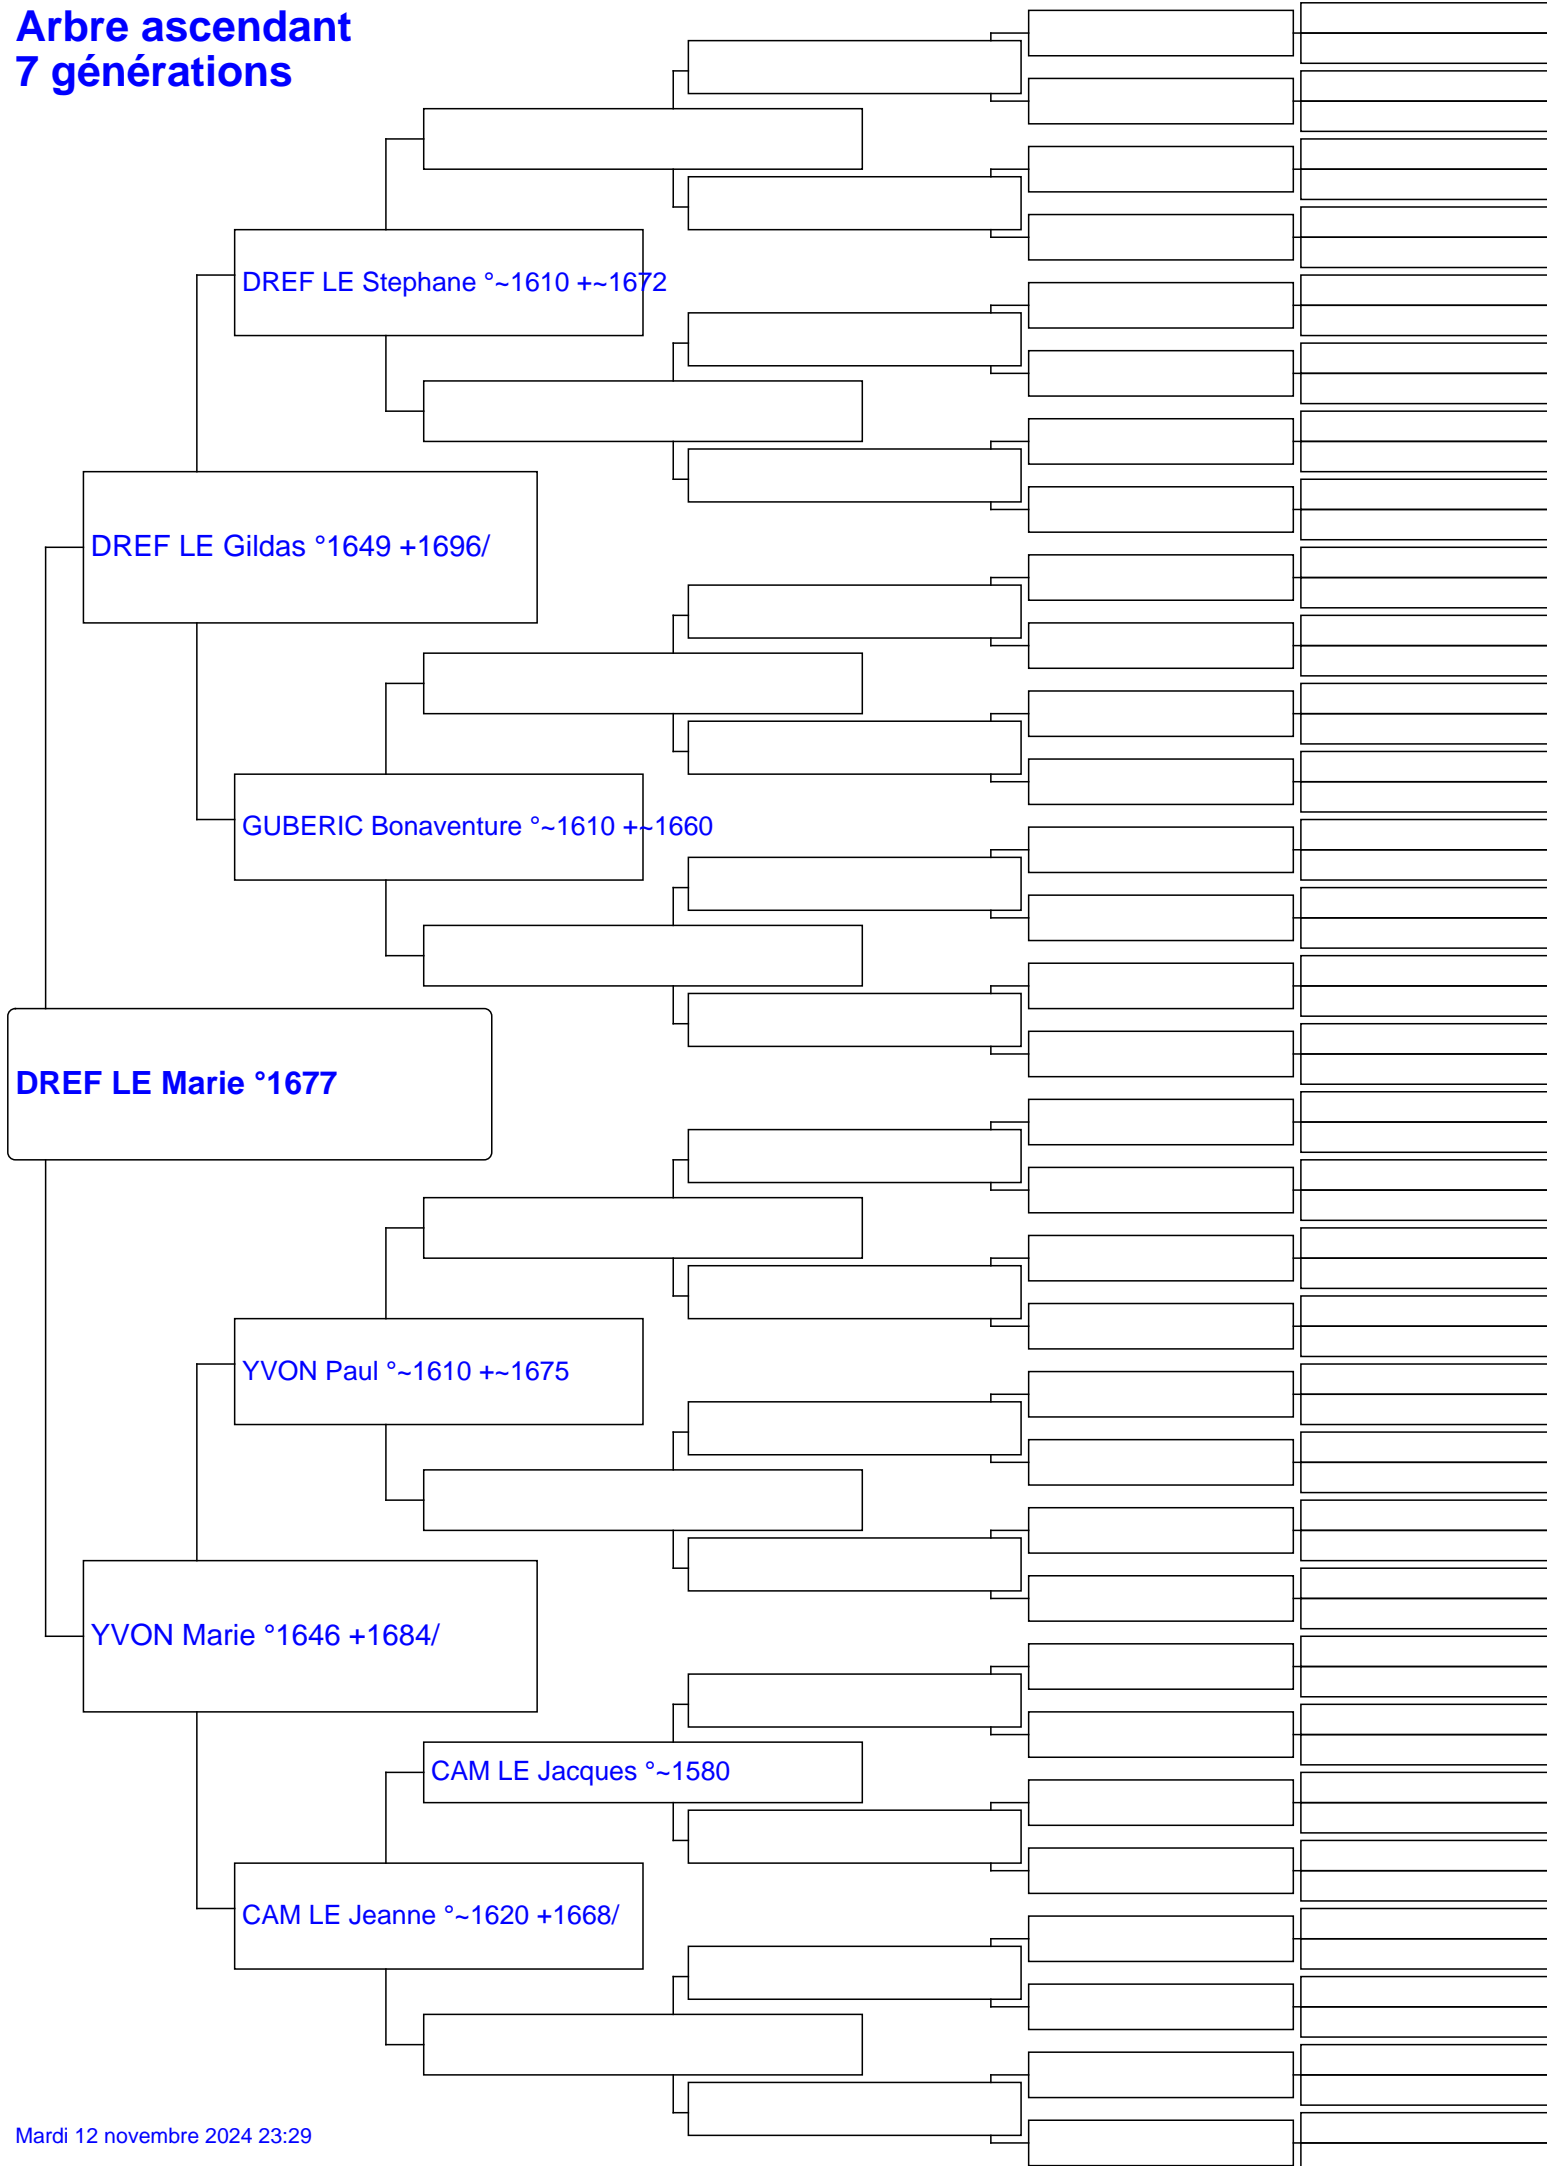 Arbre ascendant
7 générations
DREF LE Stephane °~1610 +~1672
DREF LE Gildas °1649 +1696/
GUBERIC Bonaventure °~1610 +~1660
DREF LE Marie °1677
YVON Paul °~1610 +~1675
YVON Marie °1646 +1684/
CAM LE Jacques °~1580
CAM LE Jeanne °~1620 +1668/
Mardi 12 novembre 2024 23:29